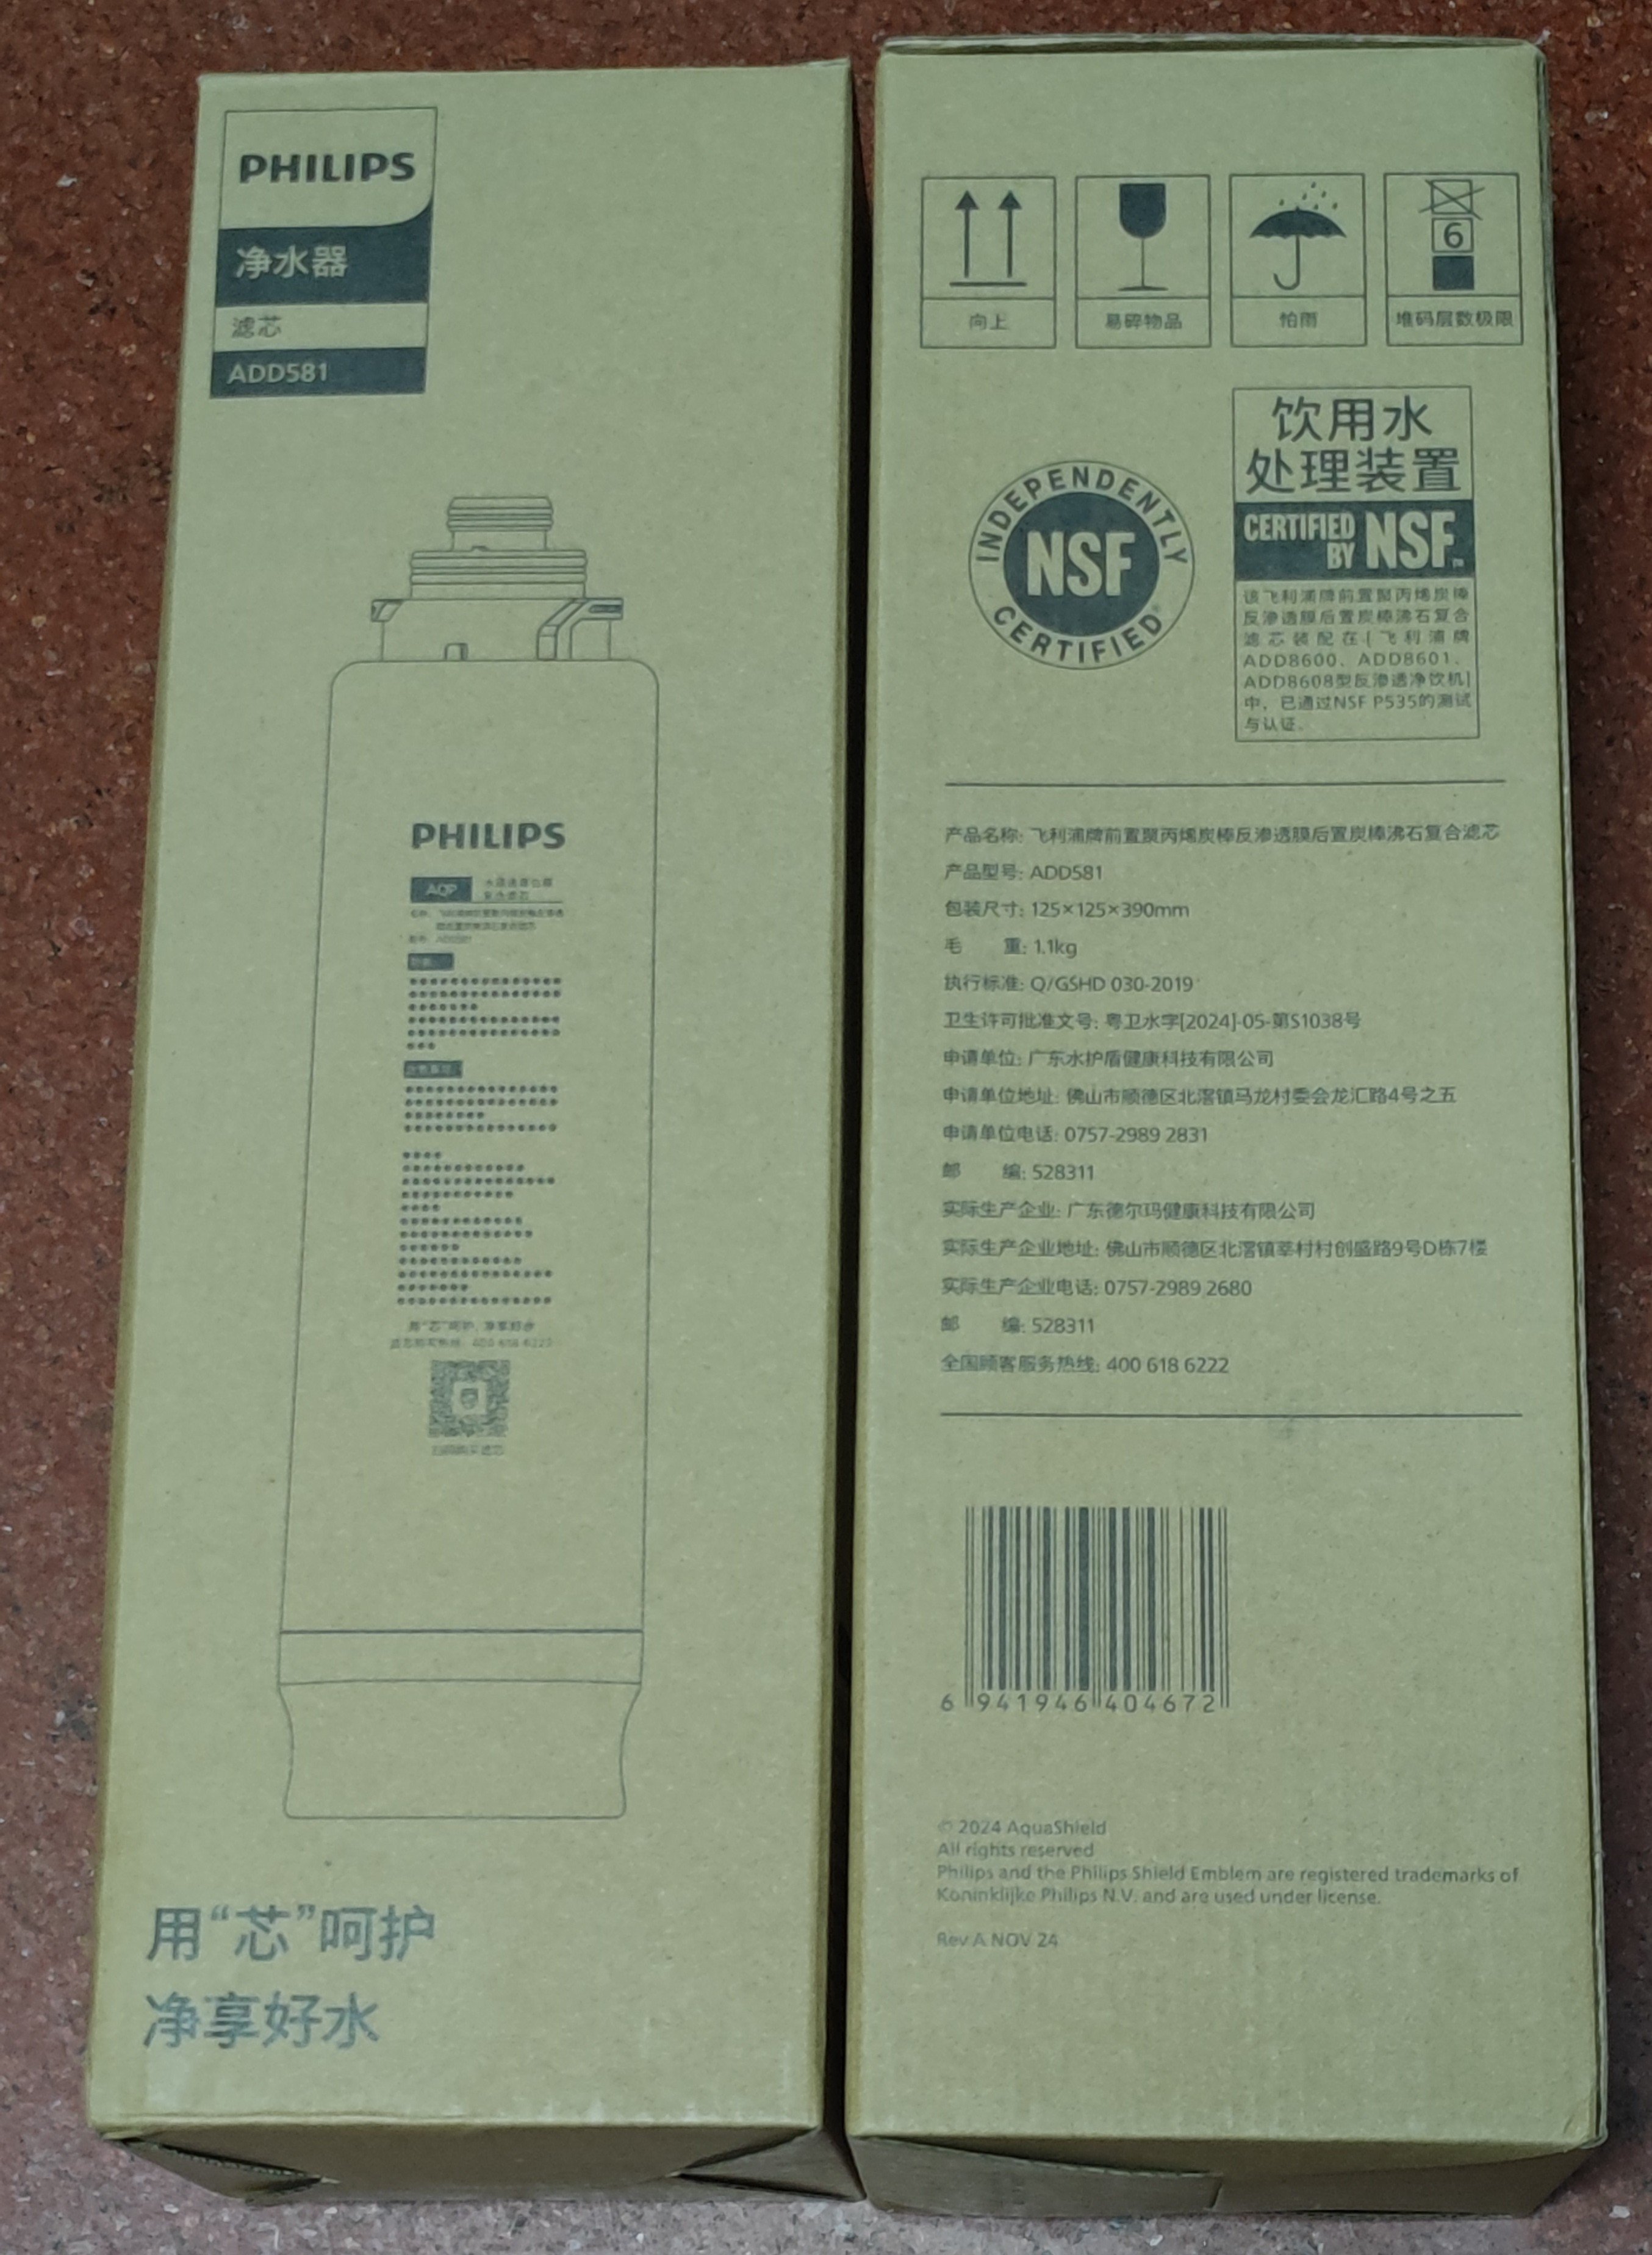 PHILIPS
净水器
滤芯
ADD581
PHILIPS
AQP
用“芯”呵护 净享好水
400 618 6222
用“芯”呵护
净享好水
6
向上
易碎物品
怕雨
堆码层数极限
INDEPENDENTLY
NSF
CERTIFIED
饮用水
处理装置
CERTIFIED
BY NSF™
该飞利浦牌前置聚丙烯炭棒
反渗透膜后置炭棒沸石复合
滤芯装配在[飞利浦牌
ADD8600、ADD8601、
ADD8608型反渗透净饮机]
中，已通过NSF P535的测试
与认证。
产品名称: 飞利浦牌前置聚丙烯炭棒反渗透膜后置炭棒沸石复合滤芯
产品型号: ADD581
包装尺寸: 125×125×390mm
毛 重: 1.1kg
执行标准: Q/GSHD 030-2019
卫生许可批准文号: 粤卫水字[2024]-05-第S1038号
申请单位: 广东水护盾健康科技有限公司
申请单位地址: 佛山市顺德区北滘镇马龙村委会龙汇路4号之五
申请单位电话: 0757-2989 2831
邮 编: 528311
实际生产企业: 广东德尔玛健康科技有限公司
实际生产企业地址: 佛山市顺德区北滘镇莘村村创盛路9号D栋7楼
实际生产企业电话: 0757-2989 2680
邮 编: 528311
全国顾客服务热线: 400 618 6222
6 941946 404672
© 2024 AquaShield
All rights reserved
Philips and the Philips Shield Emblem are registered trademarks of
Koninklijke Philips N.V. and are used under license.
Rev A NOV 24